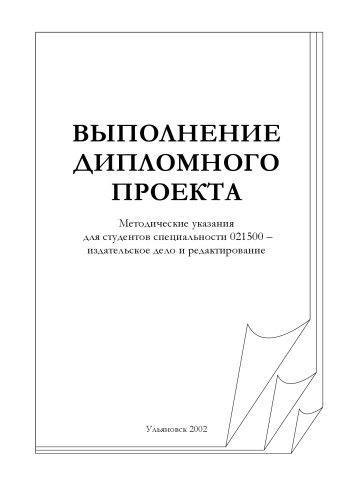 ВЫПОЛНЕНИЕ
ДИПЛОМНОГО
ПРОЕКТА
Методические указания
для студентов специальности 021500 –
издательское дело и редактирование
Ульяновск 2002